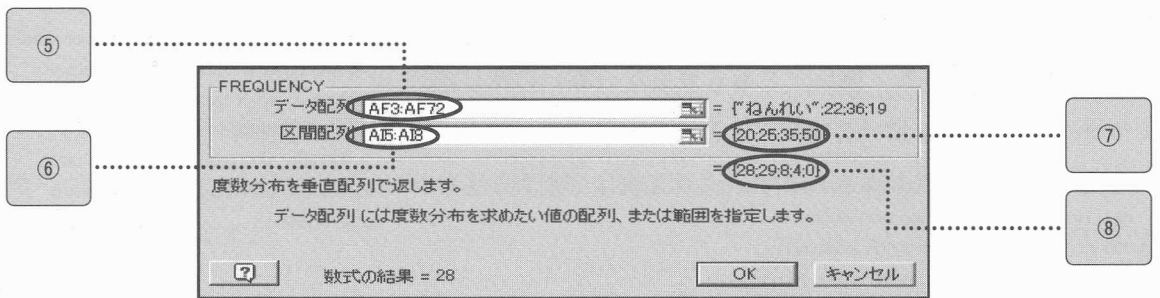 ⑤
FREQUENCY
データ配列 AF3:AF72 = {"ねんれい";22;36;19
区間配列 AI5:AI8 = {20;25;35;50}
⑦
⑥
= {28;29;8;4;0}
度数分布を垂直配列で返します。
データ配列 には度数分布を求めたい値の配列、または範囲を指定します。
⑧
? 数式の結果 = 28 OK キャンセル